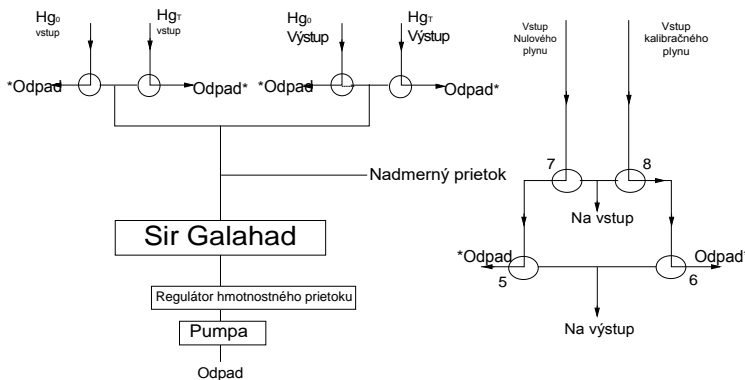 Hg0
vstup
HgT
vstup
Hg0
Výstup
HgT
Výstup
*Odpad
Odpad*
*Odpad
Odpad*
Nadmerný prietok
Sir Galahad
Regulátor hmotnostného prietoku
Pumpa
Odpad
Vstup
Nulového
plynu
Vstup
kalibračného
plynu
7
8
Na vstup
*Odpad
Odpad*
5
6
Na výstup